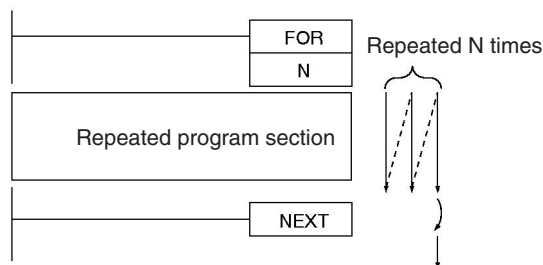 FOR
Repeated N times
N
Repeated program section
NEXT